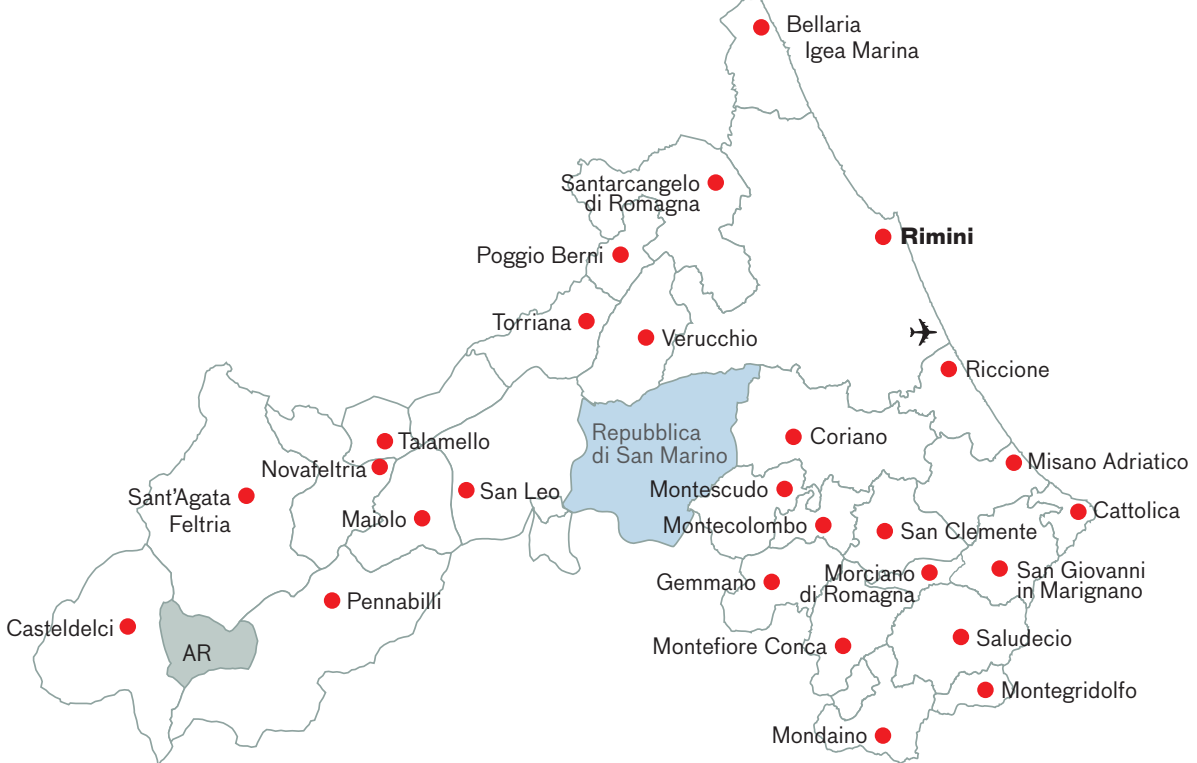 Bellaria
Igea Marina
Santarcangelo
di Romagna
Rimini
Poggio Berni
Torriana
Verucchio
Riccione
Repubblica
di San Marino
Coriano
Talamello
Novafeltria
Misano Adriatico
Sant'Agata
Feltria
San Leo
Montescudo
Maiolo
Cattolica
Montecolombo
San Clemente
Gemmano
Morciano
di Romagna
San Giovanni
in Marignano
Pennabilli
Casteldelci
AR
Montefiore Conca
Saludecio
Montegridolfo
Mondaino